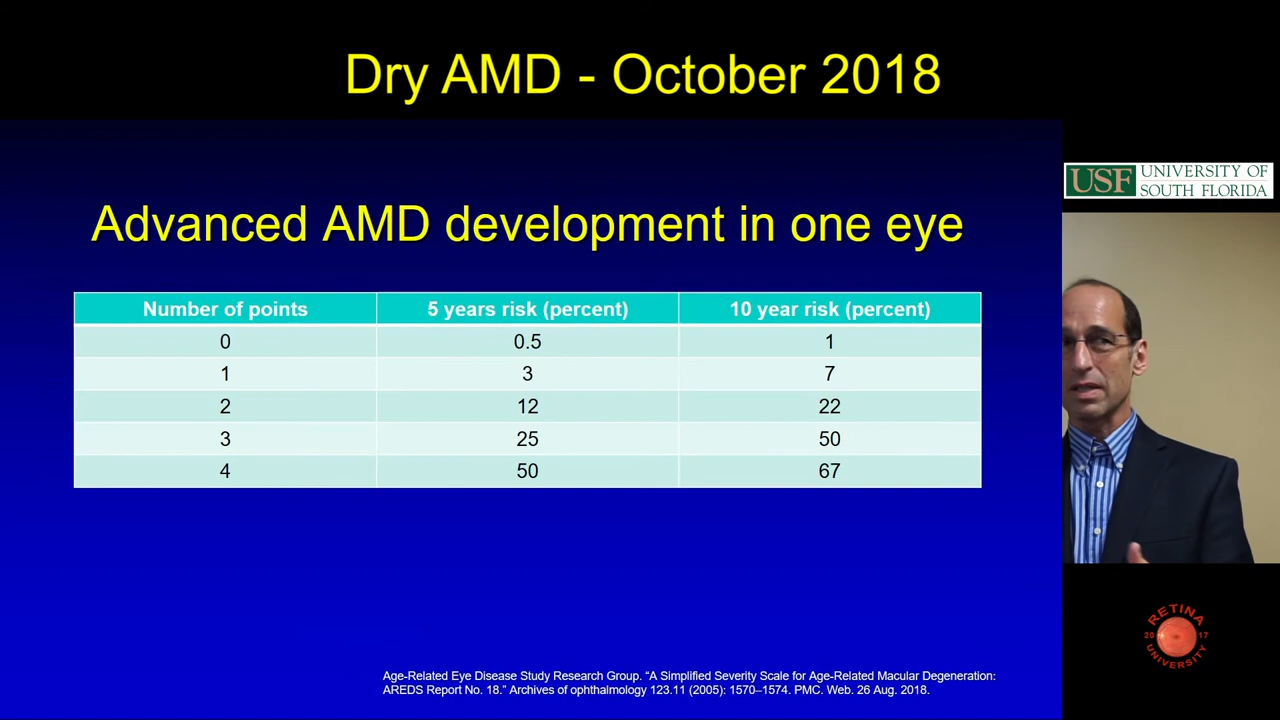 Dry AMD - October 2018
USF UNIVERSITY OF
SOUTH FLORIDA
Advanced AMD development in one eye
Number of points 5 years risk (percent) 10 year risk (percent)
0 0.5 1
1 3 7
2 12 22
3 25 50
4 50 67
RETINA
20 17
UNIVERSITY
Age-Related Eye Disease Study Research Group. “A Simplified Severity Scale for Age-Related Macular Degeneration:
AREDS Report No. 18.” Archives of ophthalmology 123.11 (2005): 1570–1574. PMC. Web. 26 Aug. 2018.